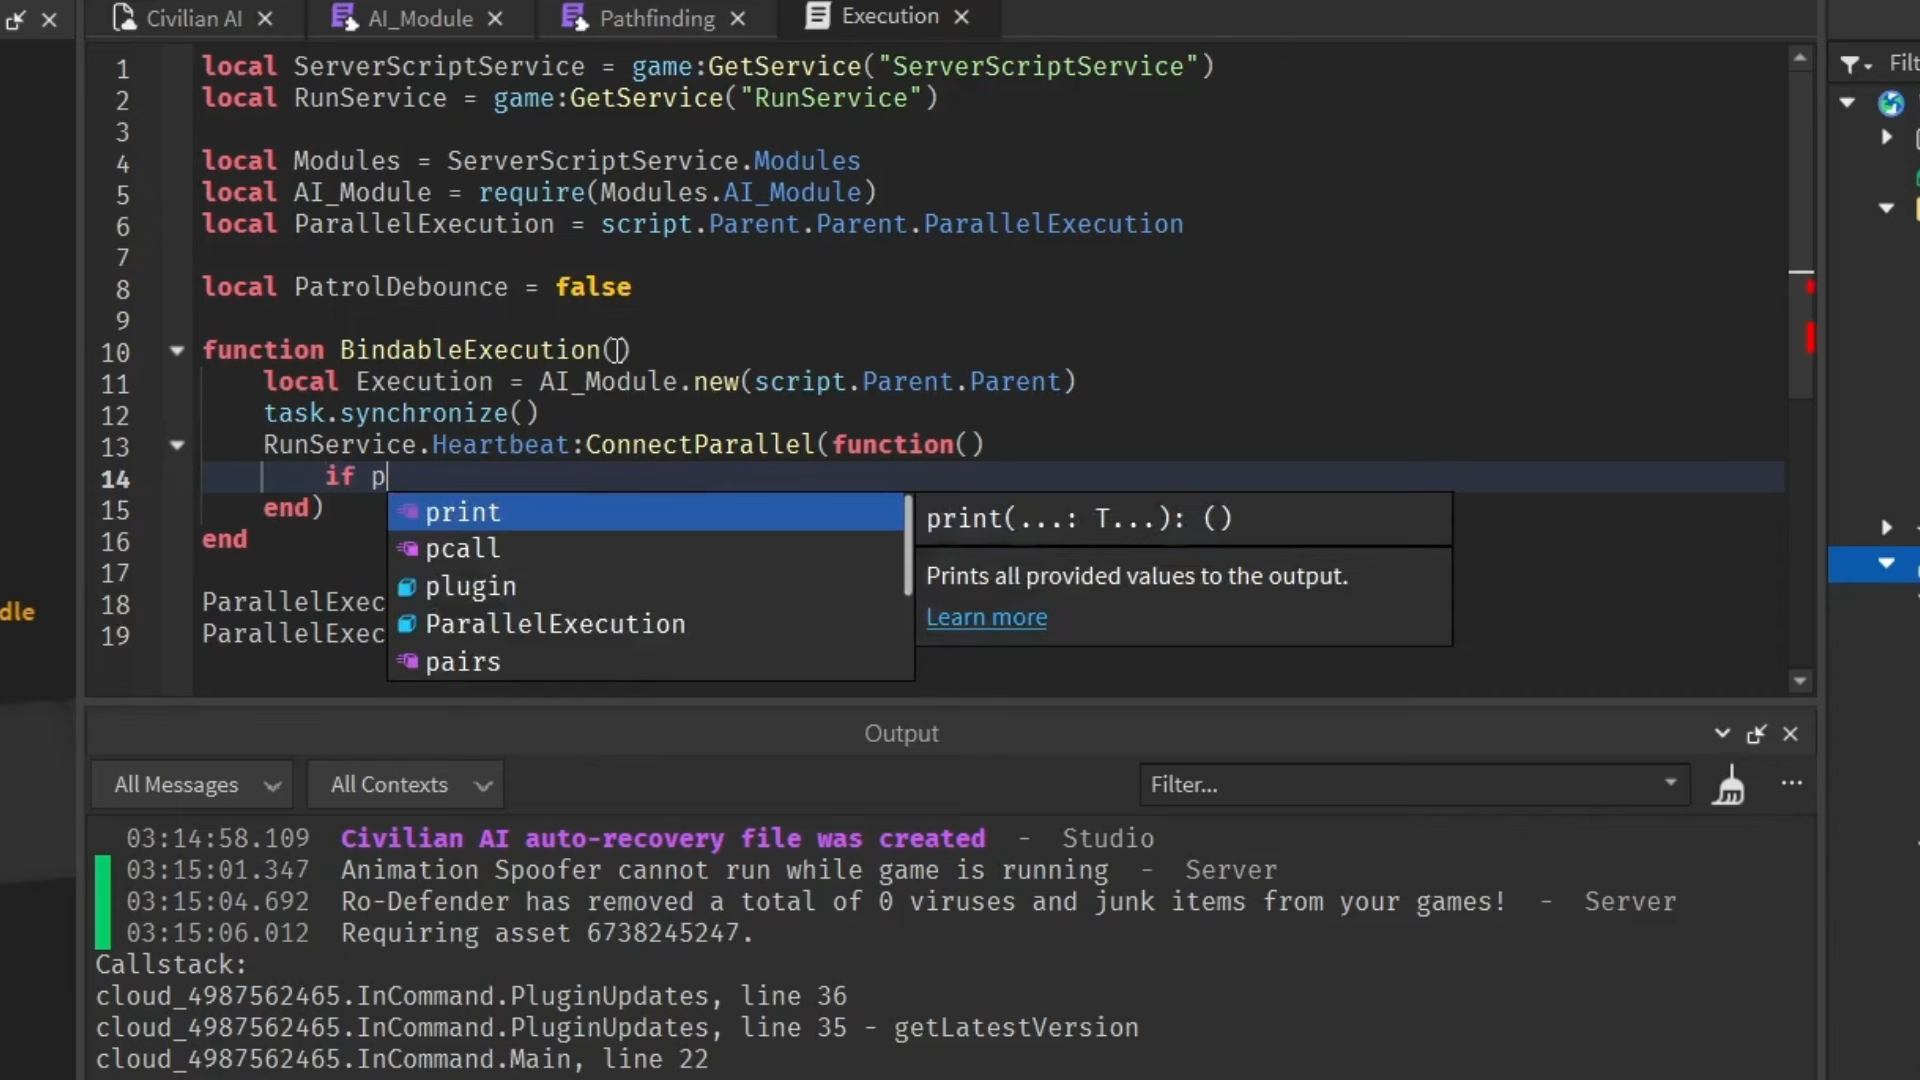 Civilian AI
AI_Module
Pathfinding
Execution
1 local ServerScriptService = game:GetService("ServerScriptService")
2 local RunService = game:GetService("RunService")
3
4 local Modules = ServerScriptService.Modules
5 local AI_Module = require(Modules.AI_Module)
6 local ParallelExecution = script.Parent.Parent.ParallelExecution
7
8 local PatrolDebounce = false
9
10 function BindableExecution()
11 local Execution = AI_Module.new(script.Parent.Parent)
12 task.synchronize()
13 RunService.Heartbeat:ConnectParallel(function()
14 if p
15 end)
16 end
17
18 ParallelExec
19 ParallelExec
print
pcall
plugin
ParallelExecution
pairs
print(...: T...): ()
Prints all provided values to the output.
Learn more
dle
Filt
Output
All Messages
All Contexts
Filter...
03:14:58.109 Civilian AI auto-recovery file was created - Studio
03:15:01.347 Animation Spoofer cannot run while game is running - Server
03:15:04.692 Ro-Defender has removed a total of 0 viruses and junk items from your games! - Server
03:15:06.012 Requiring asset 6738245247.
Callstack:
cloud_4987562465.InCommand.PluginUpdates, line 36
cloud_4987562465.InCommand.PluginUpdates, line 35 - getLatestVersion
cloud_4987562465.InCommand.Main, line 22